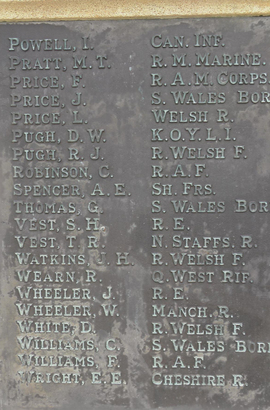 POWELL, I. CAN. INF.
PRATT, M. T. R. M. MARINE.
PRICE, F. R. A. M. CORPS
PRICE, J. S. WALES BOR
PRICE, L. WELSH R.
PUGH, D. W. K. O. Y. L. I.
PUGH, R. J. R. WELSH F.
ROBINSON, C. R. A. F.
SPENCER, A. E. SH. FRS.
THOMAS, G. S. WALES BOR
VEST, S. H. R. E.
VEST, T. R. N. STAFFS. R.
WATKINS, J. H. R. WELSH F.
WEARN, R. Q. WEST RIF.
WHEELER, J. R. E.
WHEELER, W. MANCH. R.
WHITE, D. R. WELSH F.
WILLIAMS, C. S. WALES BOR
WILLIAMS, F. R. A. F.
WRIGHT, E. E. CHESHIRE R.